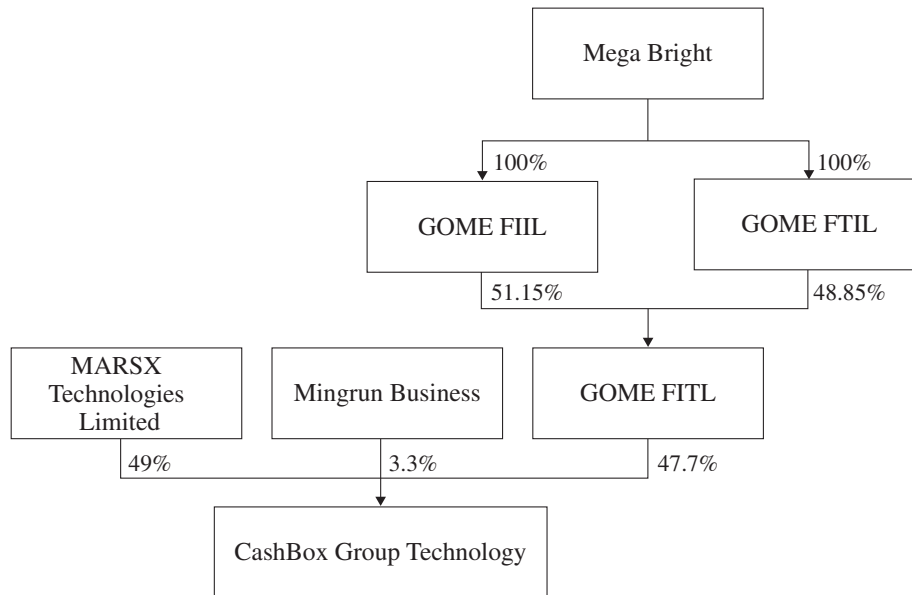 Mega Bright
100%
100%
GOME FIIL
GOME FTIL
51.15%
48.85%
MARSX
Technologies
Limited
Mingrun Business
GOME FITL
49%
3.3%
47.7%
CashBox Group Technology